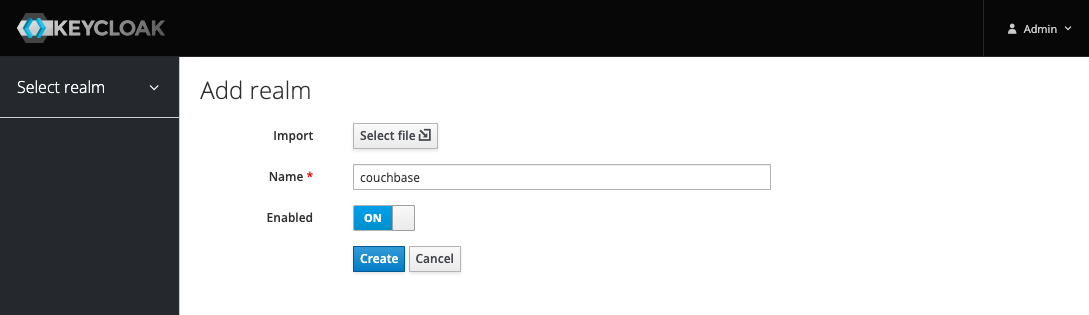 KEYCLOAK
Admin
Select realm
Add realm
Import Select file
Name * couchbase
Enabled ON
Create Cancel